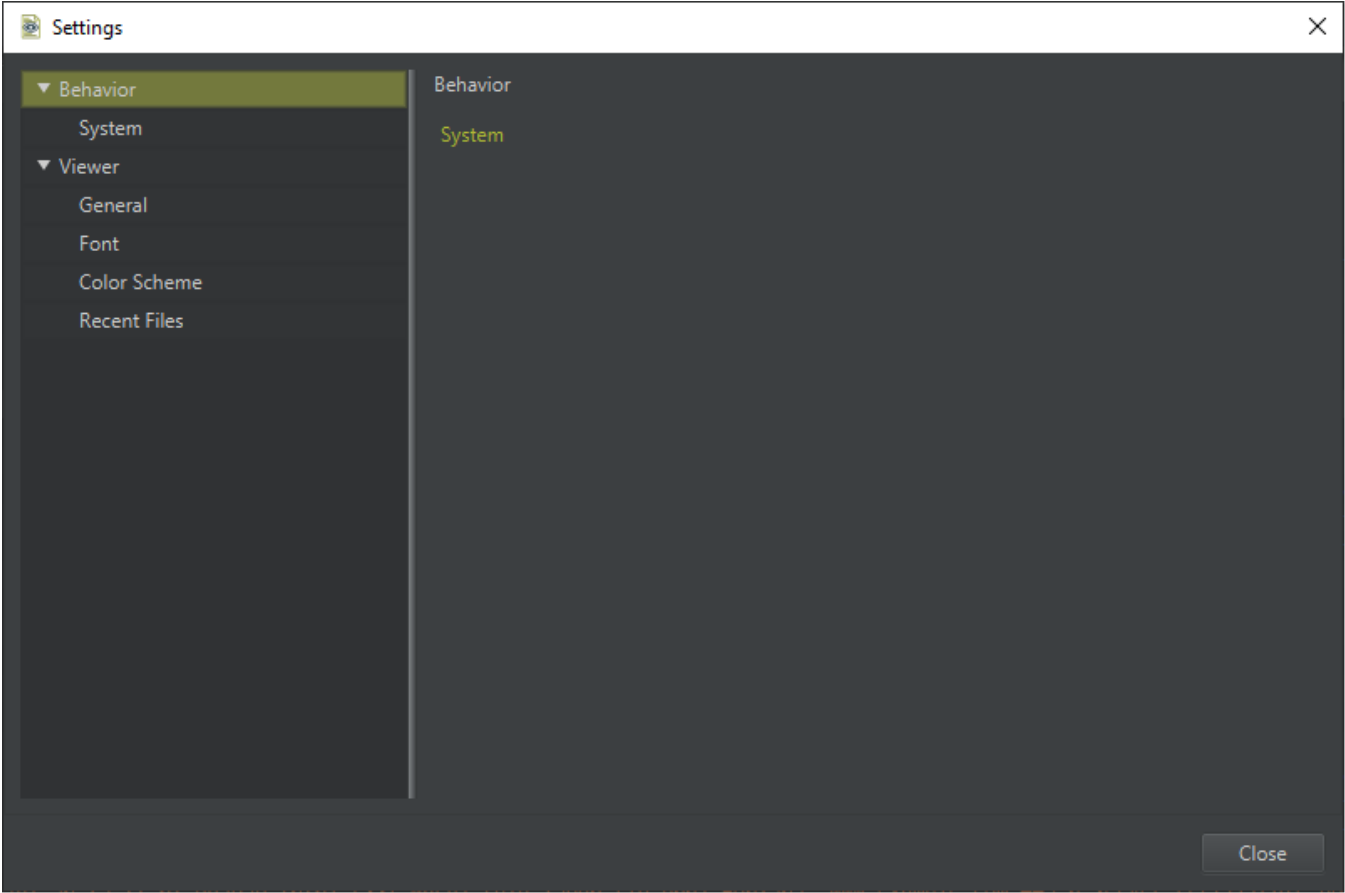 Settings
Behavior
System
Viewer
General
Font
Color Scheme
Recent Files
Behavior
System
Close